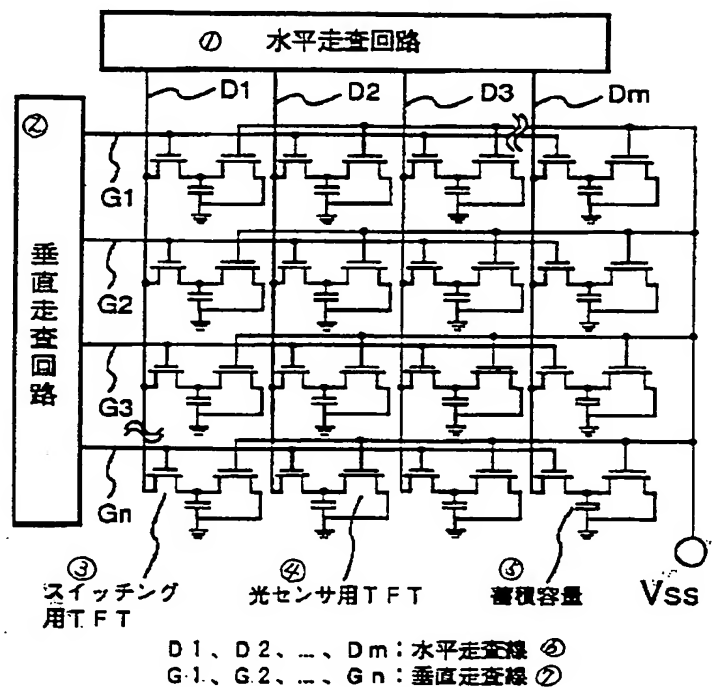 ① 水平走査回路
D1 D2 D3 Dm
②
垂直走査回路
G1
G2
G3
Gn
③
スイッチング
用TFT
④
光センサ用TFT
⑤
蓄積容量
Vss
D1、D2、…、Dm:水平走査線 ⑥
G1、G2、…、Gn:垂直走査線 ⑦